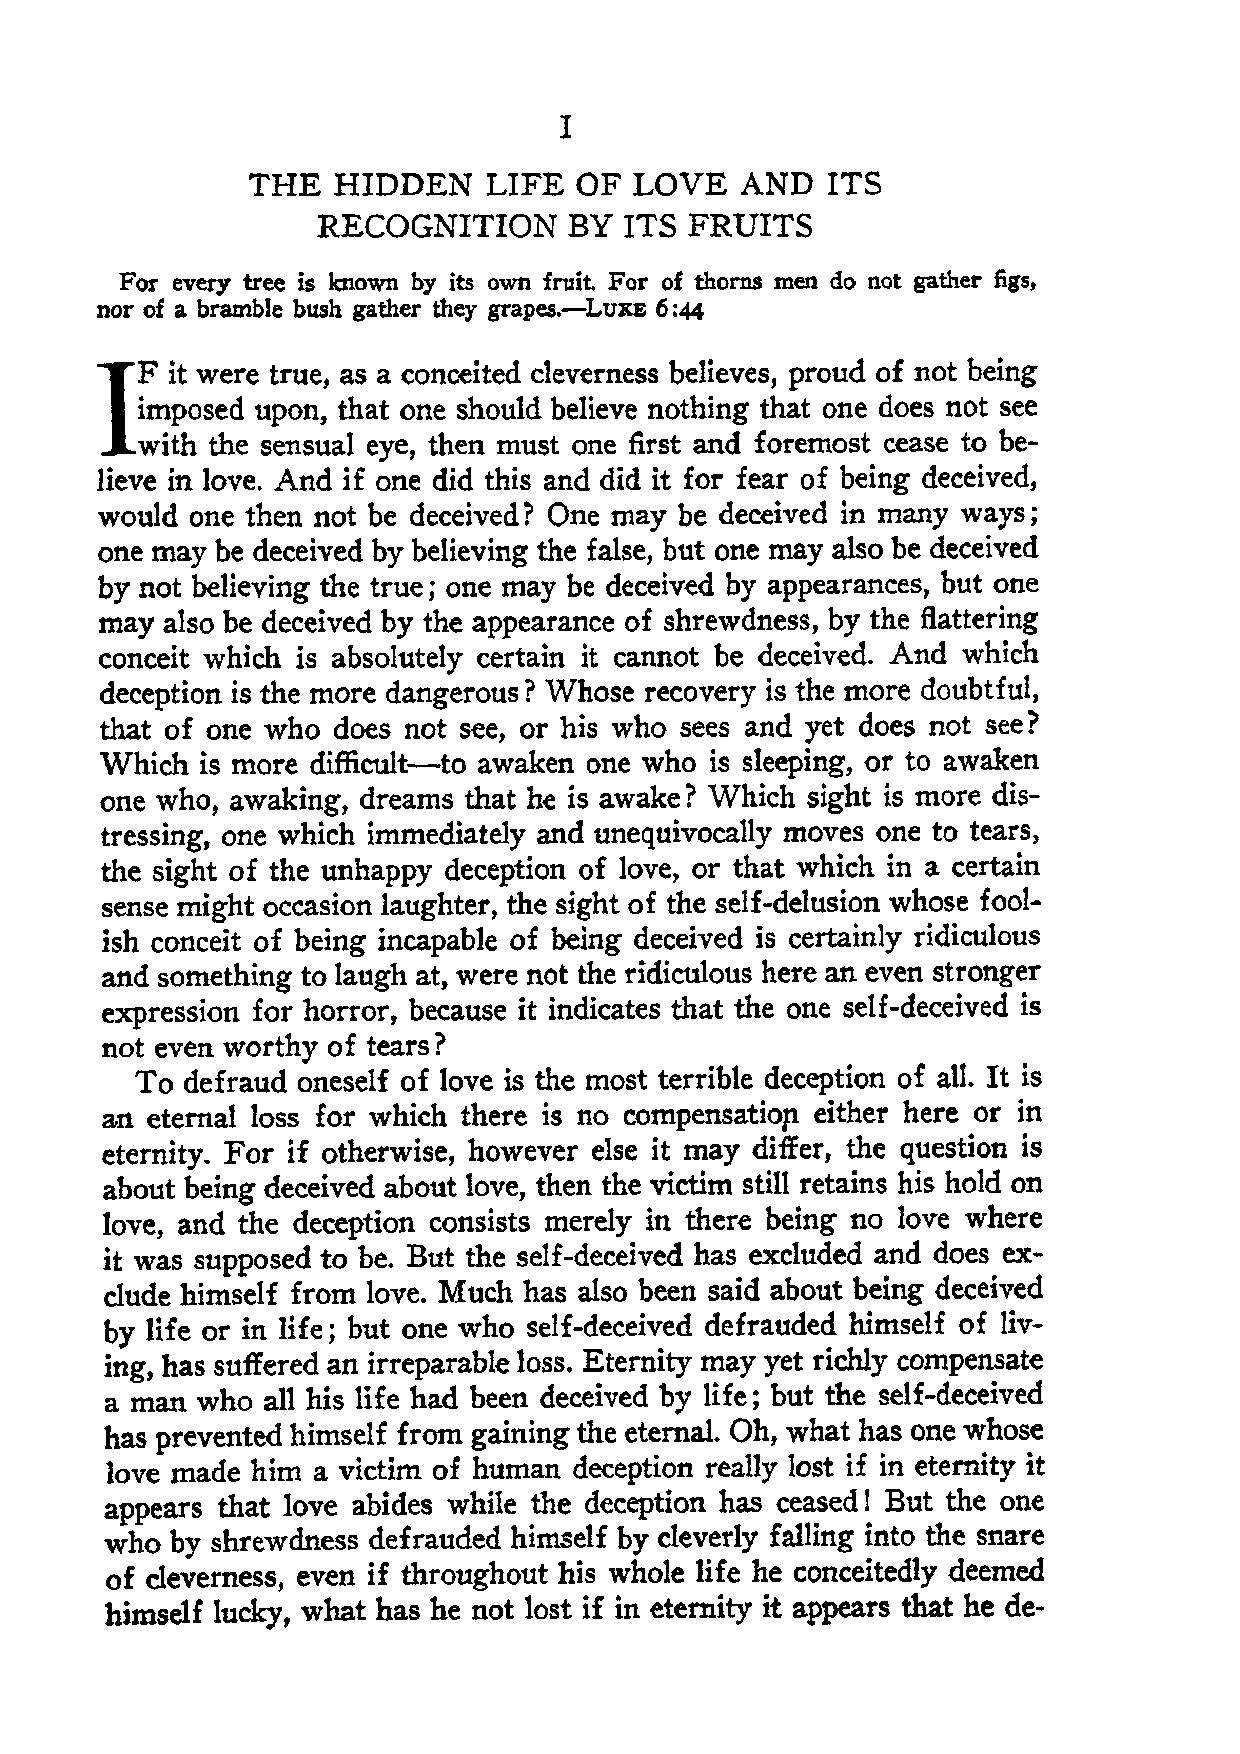 I
THE HIDDEN LIFE OF LOVE AND ITS
RECOGNITION BY ITS FRUITS
For every tree is known by its own fruit. For of thorns men do not gather figs,
nor of a bramble bush gather they grapes.—LUKE 6:44
IF it were true, as a conceited cleverness believes, proud of not being
imposed upon, that one should believe nothing that one does not see
with the sensual eye, then must one first and foremost cease to be-
lieve in love. And if one did this and did it for fear of being deceived,
would one then not be deceived? One may be deceived in many ways;
one may be deceived by believing the false, but one may also be deceived
by not believing the true; one may be deceived by appearances, but one
may also be deceived by the appearance of shrewdness, by the flattering
conceit which is absolutely certain it cannot be deceived. And which
deception is the more dangerous? Whose recovery is the more doubtful,
that of one who does not see, or his who sees and yet does not see?
Which is more difficult—to awaken one who is sleeping, or to awaken
one who, awaking, dreams that he is awake? Which sight is more dis-
tressing, one which immediately and unequivocally moves one to tears,
the sight of the unhappy deception of love, or that which in a certain
sense might occasion laughter, the sight of the self-delusion whose fool-
ish conceit of being incapable of being deceived is certainly ridiculous
and something to laugh at, were not the ridiculous here an even stronger
expression for horror, because it indicates that the one self-deceived is
not even worthy of tears?
To defraud oneself of love is the most terrible deception of all. It is
an eternal loss for which there is no compensation either here or in
eternity. For if otherwise, however else it may differ, the question is
about being deceived about love, then the victim still retains his hold on
love, and the deception consists merely in there being no love where
it was supposed to be. But the self-deceived has excluded and does ex-
clude himself from love. Much has also been said about being deceived
by life or in life; but one who self-deceived defrauded himself of liv-
ing, has suffered an irreparable loss. Eternity may yet richly compensate
a man who all his life had been deceived by life; but the self-deceived
has prevented himself from gaining the eternal. Oh, what has one whose
love made him a victim of human deception really lost if in eternity it
appears that love abides while the deception has ceased! But the one
who by shrewdness defrauded himself by cleverly falling into the snare
of cleverness, even if throughout his whole life he conceitedly deemed
himself lucky, what has he not lost if in eternity it appears that he de-